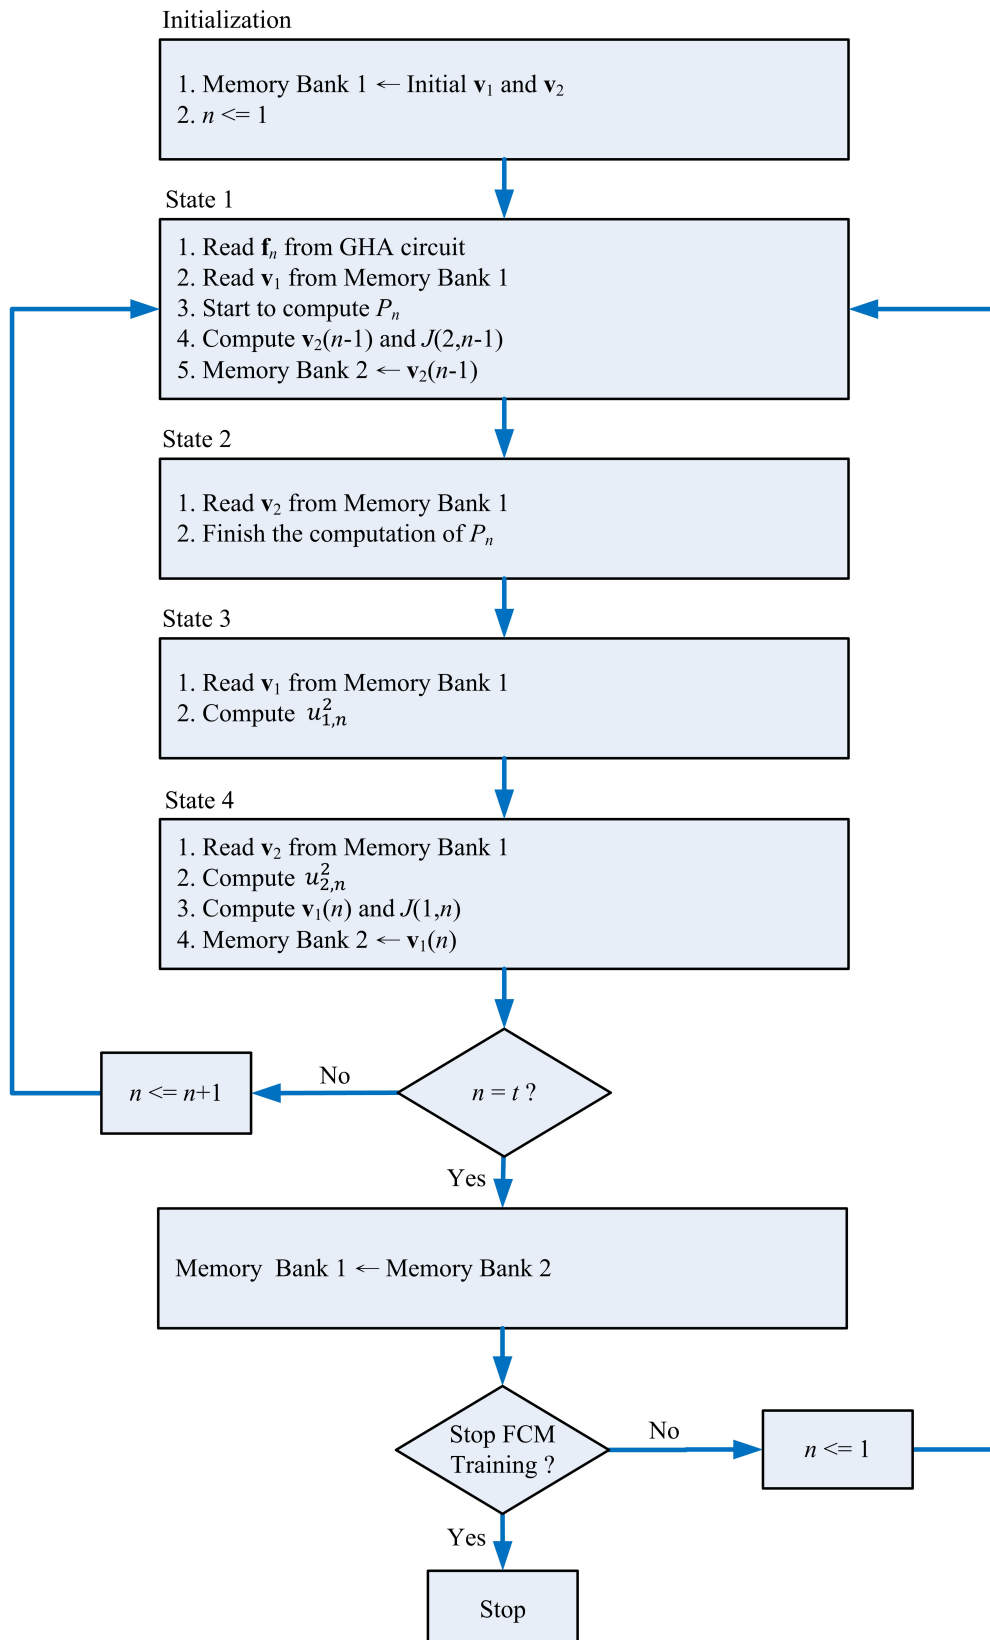 Initialization
1. Memory Bank 1 ← Initial v₁ and v₂
2. n <= 1
State 1
1. Read fₙ from GHA circuit
2. Read v₁ from Memory Bank 1
3. Start to compute Pₙ
4. Compute v₂(n-1) and J(2,n-1)
5. Memory Bank 2 ← v₂(n-1)
State 2
1. Read v₂ from Memory Bank 1
2. Finish the computation of Pₙ
State 3
1. Read v₁ from Memory Bank 1
2. Compute u²₁,ₙ
State 4
1. Read v₂ from Memory Bank 1
2. Compute u²₂,ₙ
3. Compute v₁(n) and J(1,n)
4. Memory Bank 2 ← v₁(n)
n <= n+1
No
n = t ?
Yes
Memory Bank 1 ← Memory Bank 2
Stop FCM
Training ?
No
n <= 1
Yes
Stop